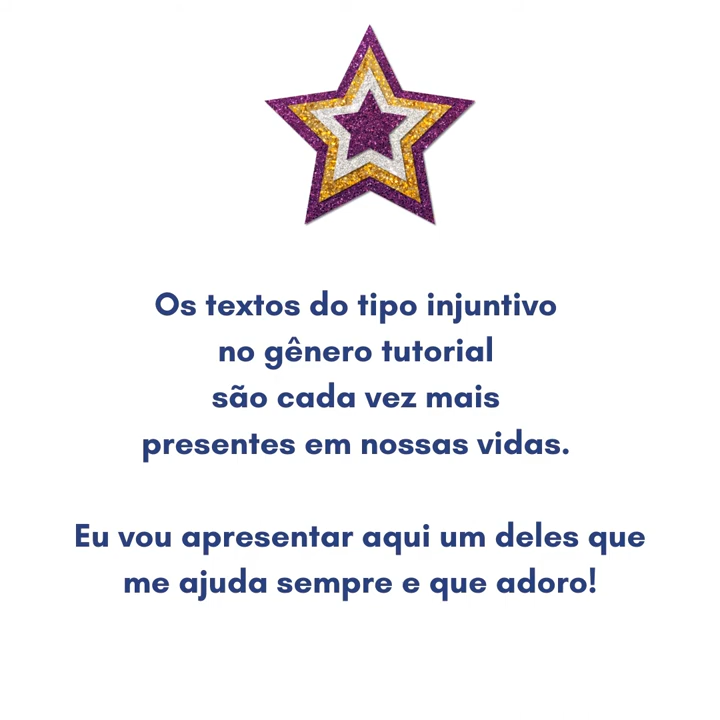 Os textos do tipo injuntivo
no gênero tutorial
são cada vez mais
presentes em nossas vidas.
Eu vou apresentar aqui um deles que
me ajuda sempre e que adoro!